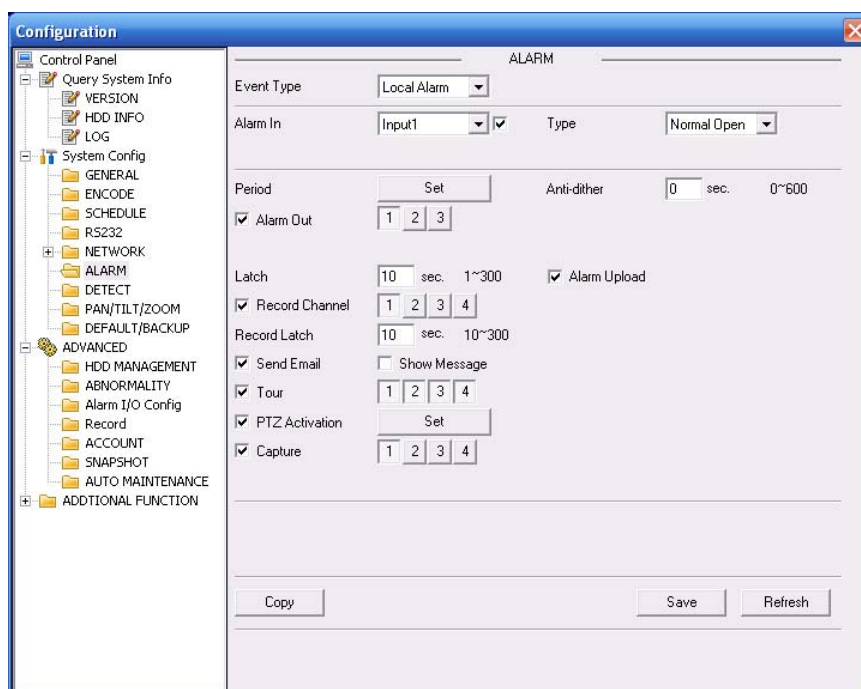 Configuration
Control Panel
Query System Info
VERSION
HDD INFO
LOG
System Config
GENERAL
ENCODE
SCHEDULE
RS232
NETWORK
ALARM
DETECT
PAN/TILT/ZOOM
DEFAULT/BACKUP
ADVANCED
HDD MANAGEMENT
ABNORMALITY
Alarm I/O Config
Record
ACCOUNT
SNAPSHOT
AUTO MAINTENANCE
ADDTIONAL FUNCTION
ALARM
Event Type Local Alarm
Alarm In Input1 Type Normal Open
Period Set Anti-dither 0 sec. 0~600
Alarm Out 1 2 3
Latch 10 sec. 1~300 Alarm Upload
Record Channel 1 2 3 4
Record Latch 10 sec. 10~300
Send Email Show Message
Tour 1 2 3 4
PTZ Activation Set
Capture 1 2 3 4
Copy Save Refresh